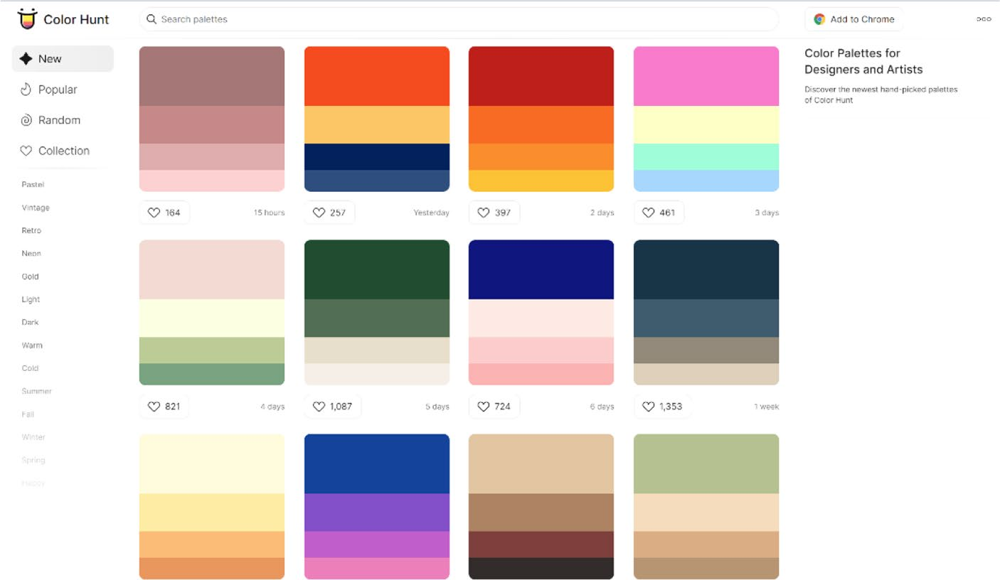 Color Hunt
Search palettes
Add to Chrome
New
Popular
Random
Collection
Pastel
Vintage
Retro
Neon
Gold
Light
Dark
Warm
Cold
Summer
Fall
Winter
Spring
Happy
164
15 hours
257
Yesterday
397
2 days
461
3 days
821
4 days
1,087
5 days
724
6 days
1,353
1 week
Color Palettes for
Designers and Artists
Discover the newest hand-picked palettes
of Color Hunt